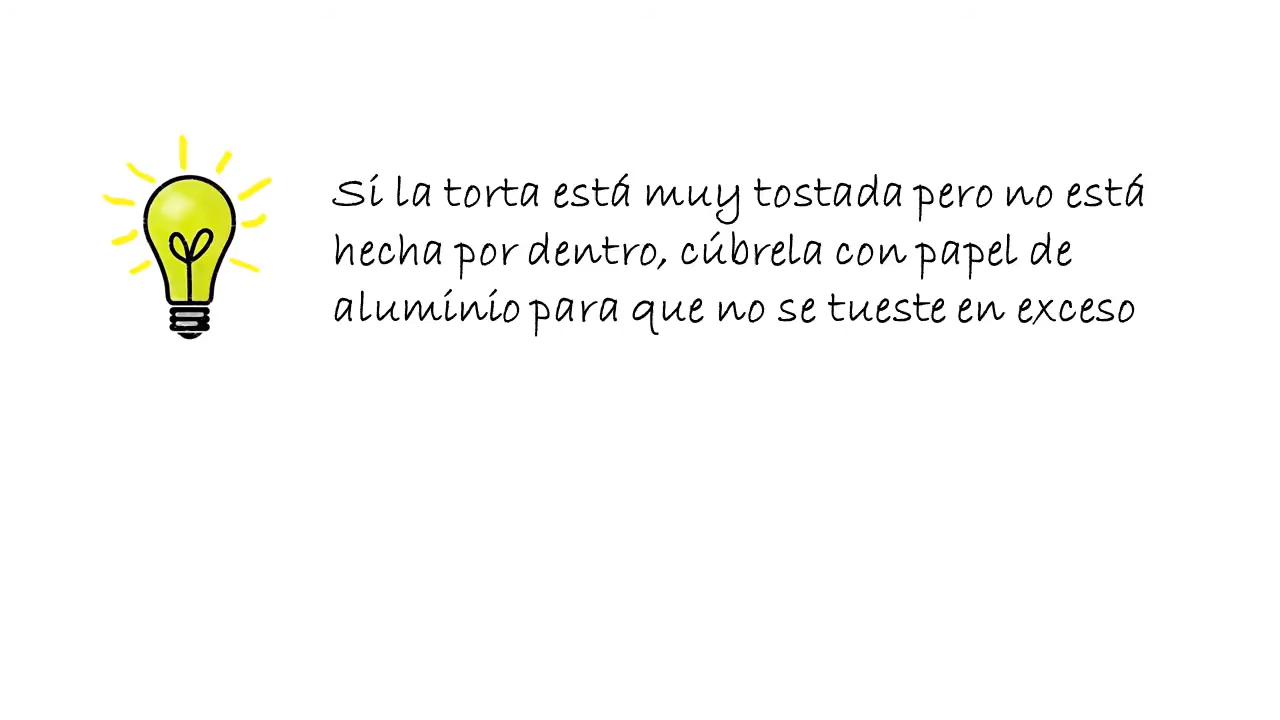 Si la torta está muy tostada pero no está
hecha por dentro, cúbrela con papel de
aluminio para que no se tueste en exceso